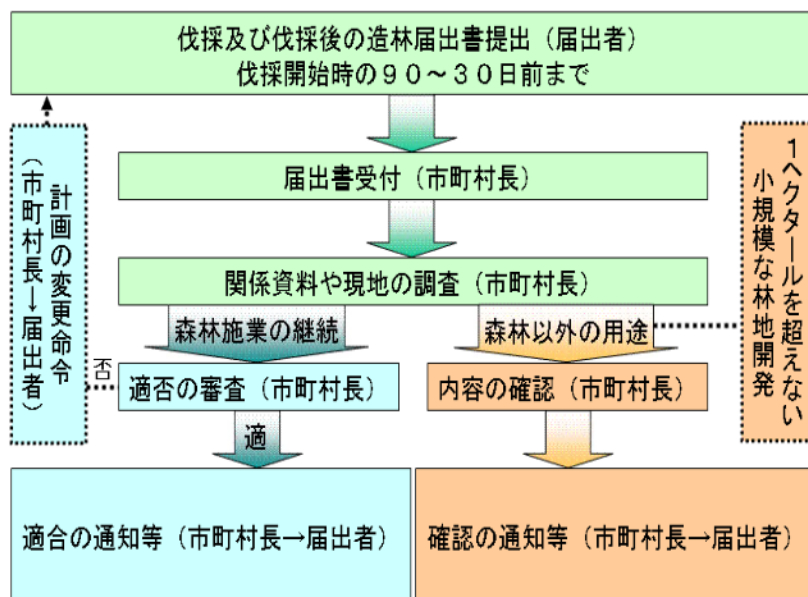 伐採及び伐採後の造林届出書提出（届出者）
伐採開始時の９０～３０日前まで
届出書受付（市町村長）
関係資料や現地の調査（市町村長）
森林施業の継続
森林以外の用途
１ヘクタールを超えない
小規模な林地開発
計画の変更命令
（市町村長→届出者）
否
適否の審査（市町村長）
内容の確認（市町村長）
適
適合の通知等（市町村長→届出者）
確認の通知等（市町村長→届出者）